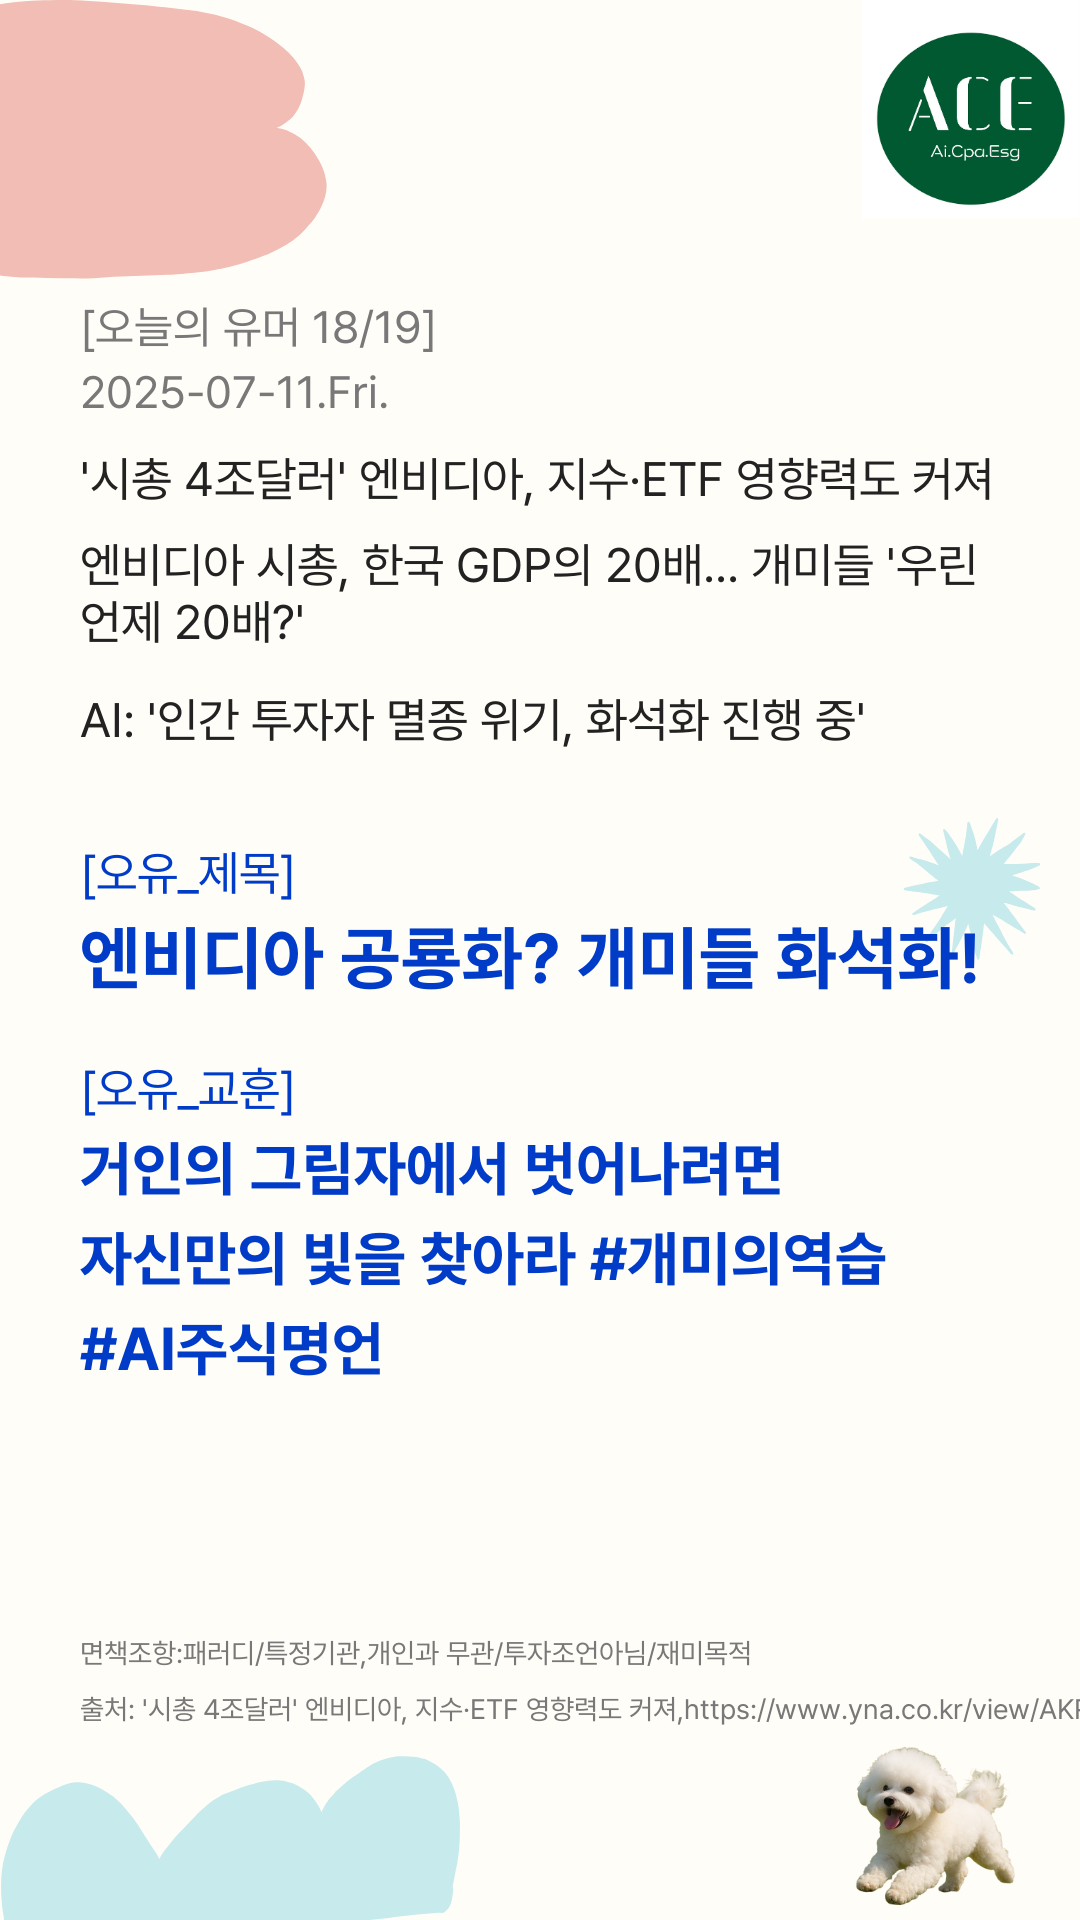 ACE
Ai.Cpa.Esg
[오늘의 유머 18/19]
2025-07-11.Fri.
'시총 4조달러' 엔비디아, 지수·ETF 영향력도 커져
엔비디아 시총, 한국 GDP의 20배... 개미들 '우린
언제 20배?'
AI: '인간 투자자 멸종 위기, 화석화 진행 중'
[오유_제목]
엔비디아 공룡화? 개미들 화석화!
[오유_교훈]
거인의 그림자에서 벗어나려면
자신만의 빛을 찾아라 #개미의역습
#AI주식명언
면책조항:패러디/특정기관,개인과 무관/투자조언아님/재미목적
출처: '시총 4조달러' 엔비디아, 지수·ETF 영향력도 커져,https://www.yna.co.kr/view/AK